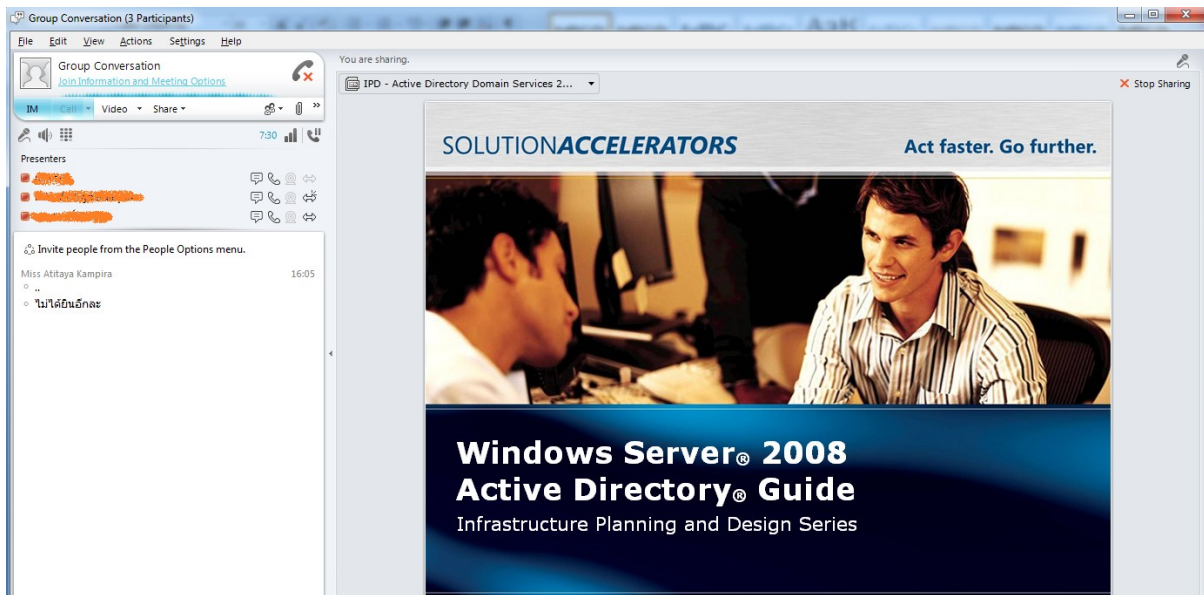 Group Conversation (3 Participants)
File Edit View Actions Settings Help
Group Conversation
Join Information and Meeting Options
IM Call Video Share
7:30
Presenters
Invite people from the People Options menu.
Miss Atitaya Kampira 16:05
..
ไม่ได้ยินอีกละ
You are sharing.
IPD - Active Directory Domain Services 2...
Stop Sharing
SOLUTIONACCELERATORS
Act faster. Go further.
Windows Server® 2008
Active Directory® Guide
Infrastructure Planning and Design Series